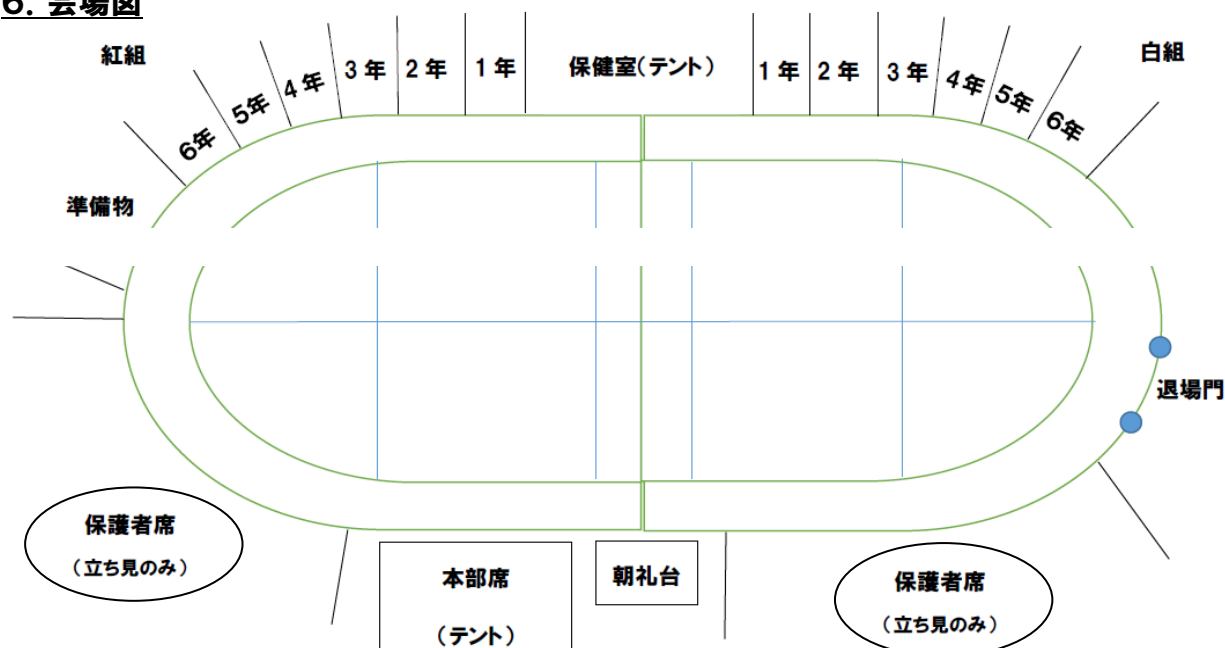 6. 会場図
紅組
白組
6年
5年
4年
3年
2年
1年
保健室(テント)
1年
2年
3年
4年
5年
6年
準備物
退場門
保護者席
(立ち見のみ)
本部席
(テント)
朝礼台
保護者席
(立ち見のみ)